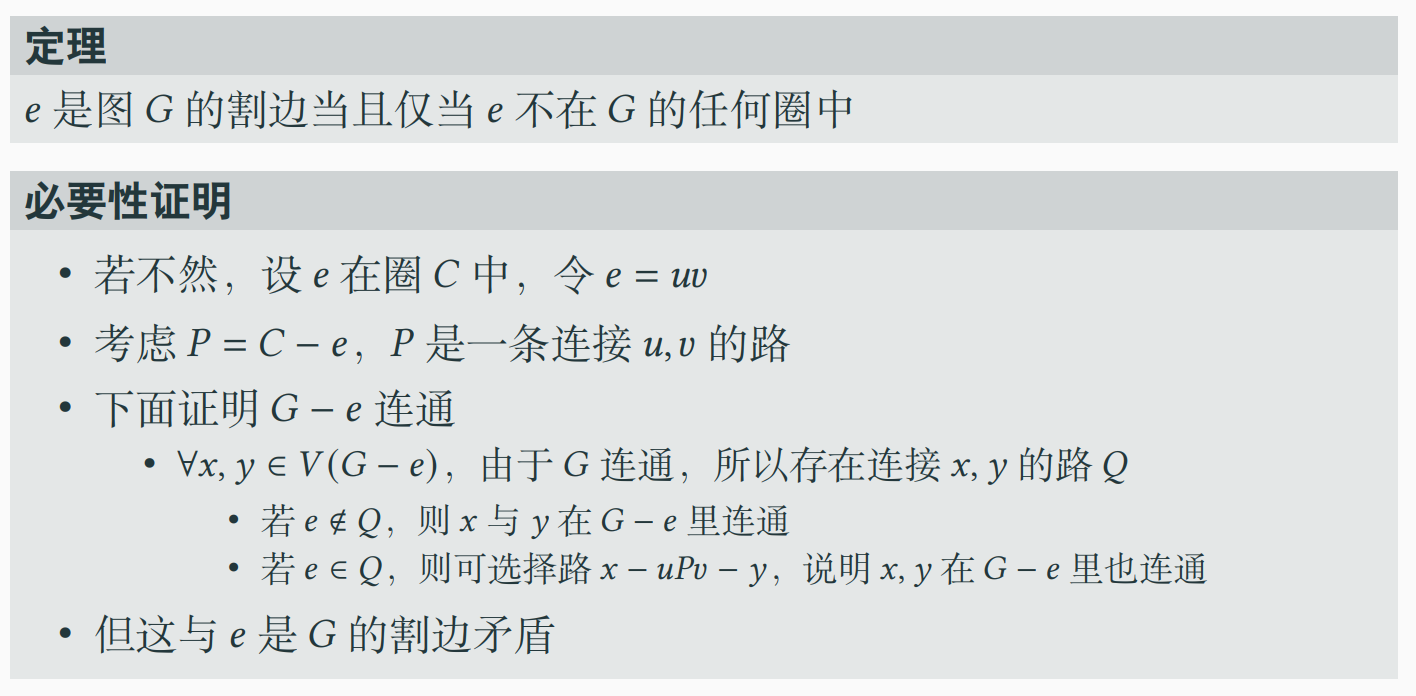 定理
e 是图 G 的割边当且仅当 e 不在 G 的任何圈中
必要性证明
• 若不然，设 e 在圈 C 中，令 e = uv
• 考虑 P = C − e，P 是一条连接 u, v 的路
• 下面证明 G − e 连通
• ∀x, y ∈ V(G − e)，由于 G 连通，所以存在连接 x, y 的路 Q
• 若 e ∉ Q，则 x 与 y 在 G − e 里连通
• 若 e ∈ Q，则可选择路 x − uPv − y，说明 x, y 在 G − e 里也连通
• 但这与 e 是 G 的割边矛盾